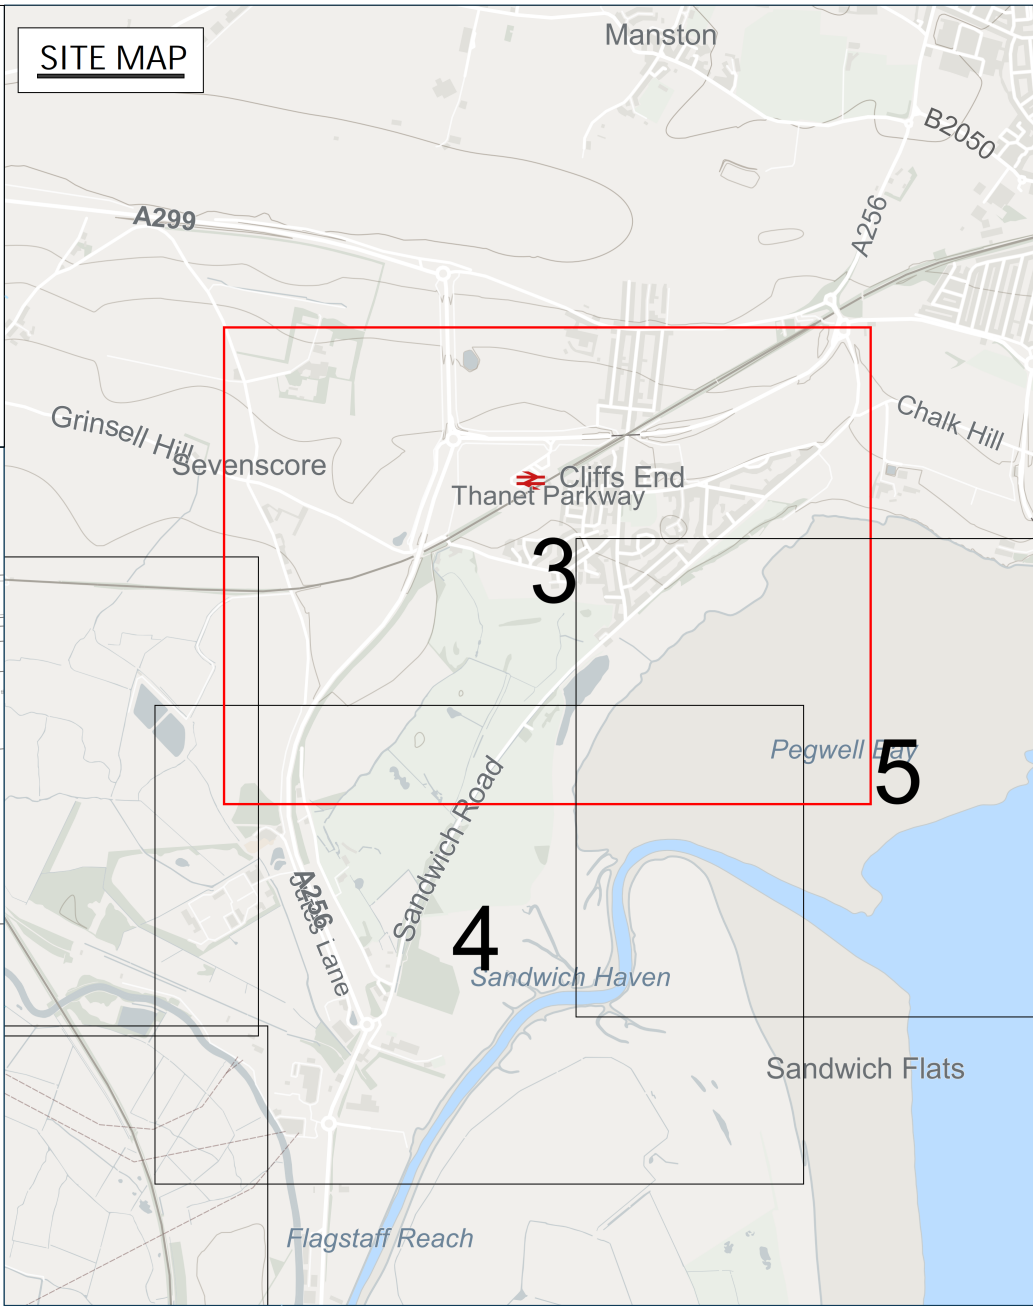 SITE MAP
Manston
B2050
A299
A256
Chalk Hill
Grinsell Hill
Sevenscore
Cliffs End
Thanet Parkway
3
Pegwell Bay
5
Sandwich Road
A256
Jutes Lane
4
Sandwich Haven
Sandwich Flats
Flagstaff Reach